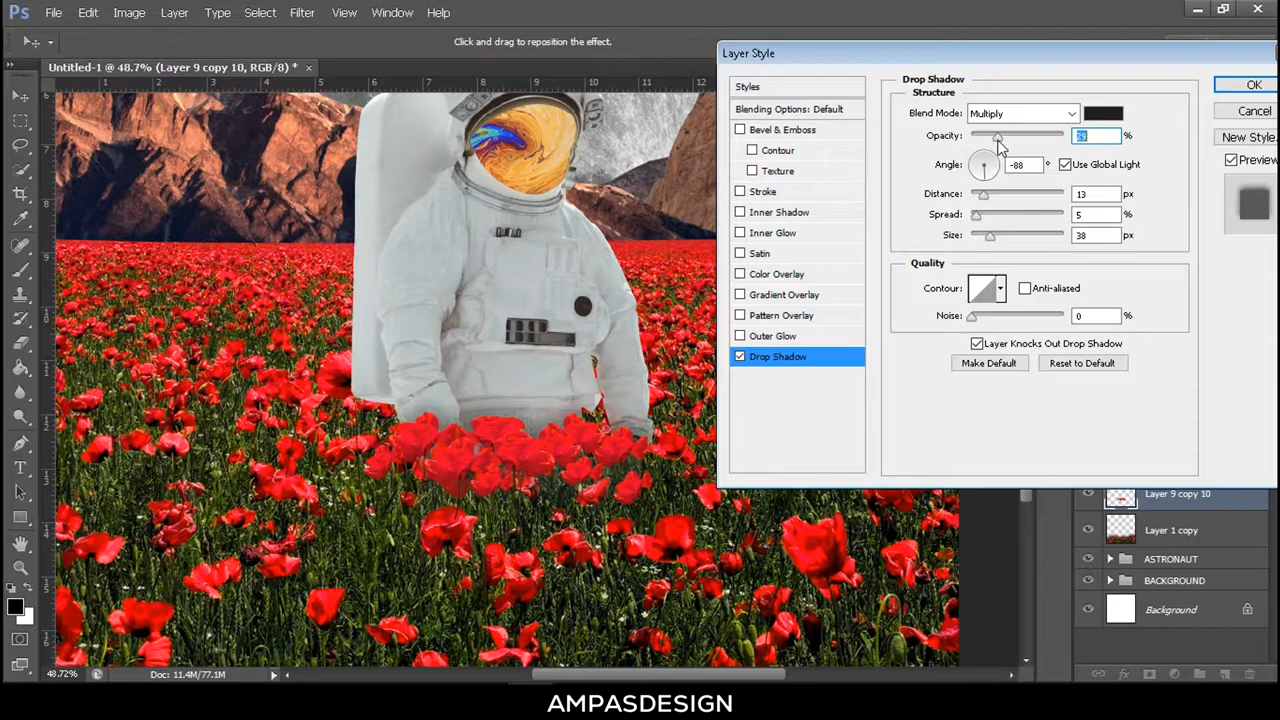 Ps File Edit Image Layer Type Select Filter View Window Help
Click and drag to reposition the effect.
Untitled-1 @ 48.7% (Layer 9 copy 10, RGB/8) * ×
Layer Style
Styles
Blending Options: Default
Bevel & Emboss
Contour
Texture
Stroke
Inner Shadow
Inner Glow
Satin
Color Overlay
Gradient Overlay
Pattern Overlay
Outer Glow
Drop Shadow
Drop Shadow
Structure
Blend Mode: Multiply
Opacity: 29 %
Angle: -88 ° Use Global Light
Distance: 13 px
Spread: 5 %
Size: 38 px
Quality
Contour: Anti-aliased
Noise: 0 %
Layer Knocks Out Drop Shadow
Make Default Reset to Default
OK
Cancel
New Style
Preview
Layer 9 copy 10
Layer 1 copy
ASTRONAUT
BACKGROUND
Background
48.72% Doc: 11.4M/77.1M
AMPASDESIGN